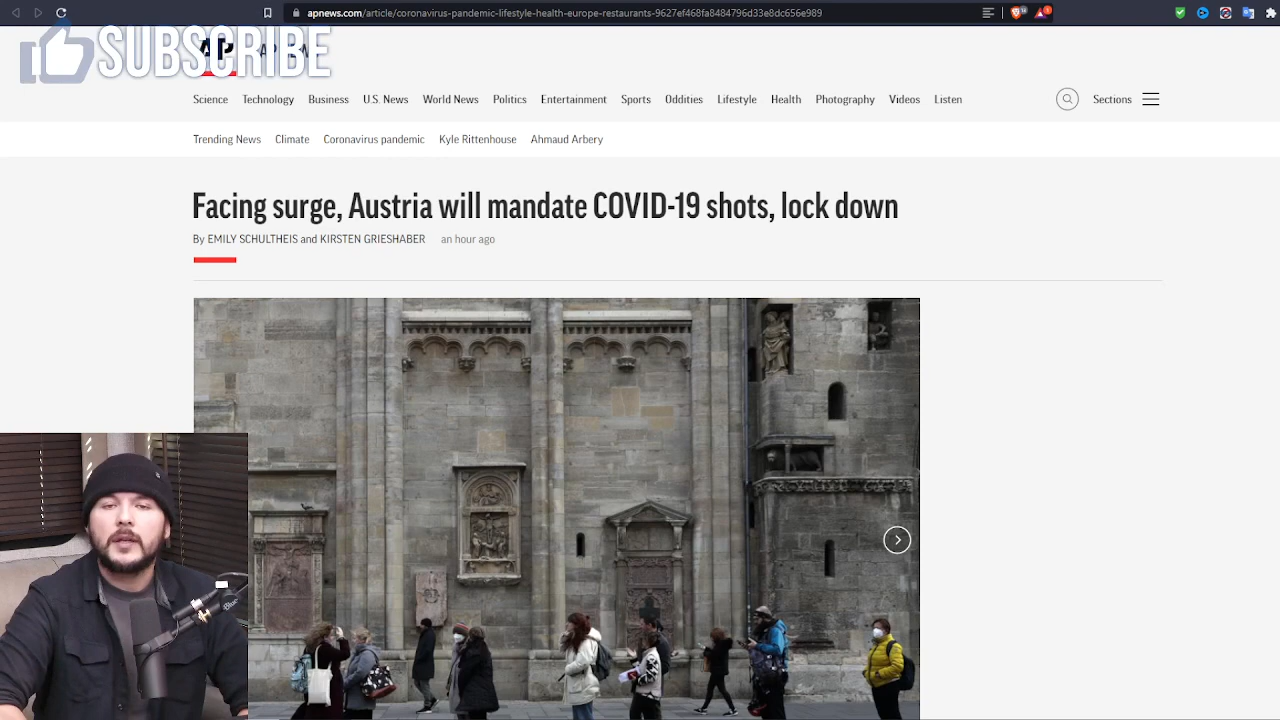 apnews.com/article/coronavirus-pandemic-lifestyle-health-europe-restaurants-9627ef468fa8484796d33e8dc656e989
SUBSCRIBE
AP
Science Technology Business U.S. News World News Politics Entertainment Sports Oddities Lifestyle Health Photography Videos Listen Sections
Trending News Climate Coronavirus pandemic Kyle Rittenhouse Ahmaud Arbery
Facing surge, Austria will mandate COVID-19 shots, lock down
By EMILY SCHULTHEIS and KIRSTEN GRIESHABER an hour ago